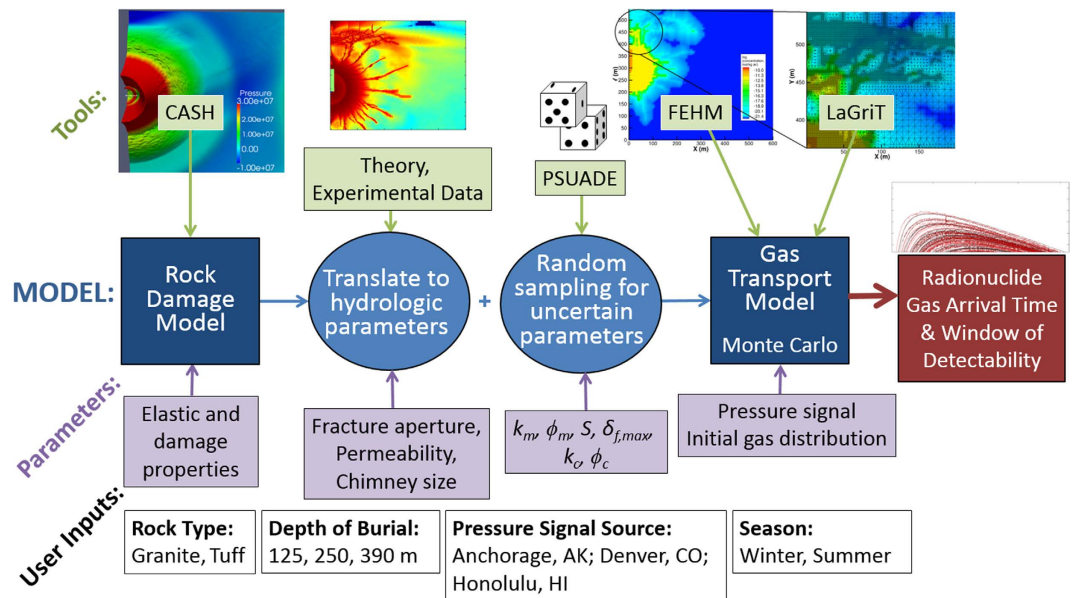 Tools:
CASH
Pressure
3.00e+07
2.00e+07
1.00e+07
0.00
-1.00e+07
Theory,
Experimental Data
PSUADE
FEHM
X (m)
LaGriT
X (m)
MODEL:
Rock
Damage
Model
Translate to
hydrologic
parameters
+
Random
sampling for
uncertain
parameters
Gas
Transport
Model
Monte Carlo
Radionuclide
Gas Arrival Time
& Window of
Detectability
Parameters:
Elastic and
damage
properties
Fracture aperture,
Permeability,
Chimney size
kₘ, ϕₘ, S, δf,max,
kc, ϕc
Pressure signal
Initial gas distribution
User Inputs:
Rock Type:
Granite, Tuff
Depth of Burial:
125, 250, 390 m
Pressure Signal Source:
Anchorage, AK; Denver, CO;
Honolulu, HI
Season:
Winter, Summer